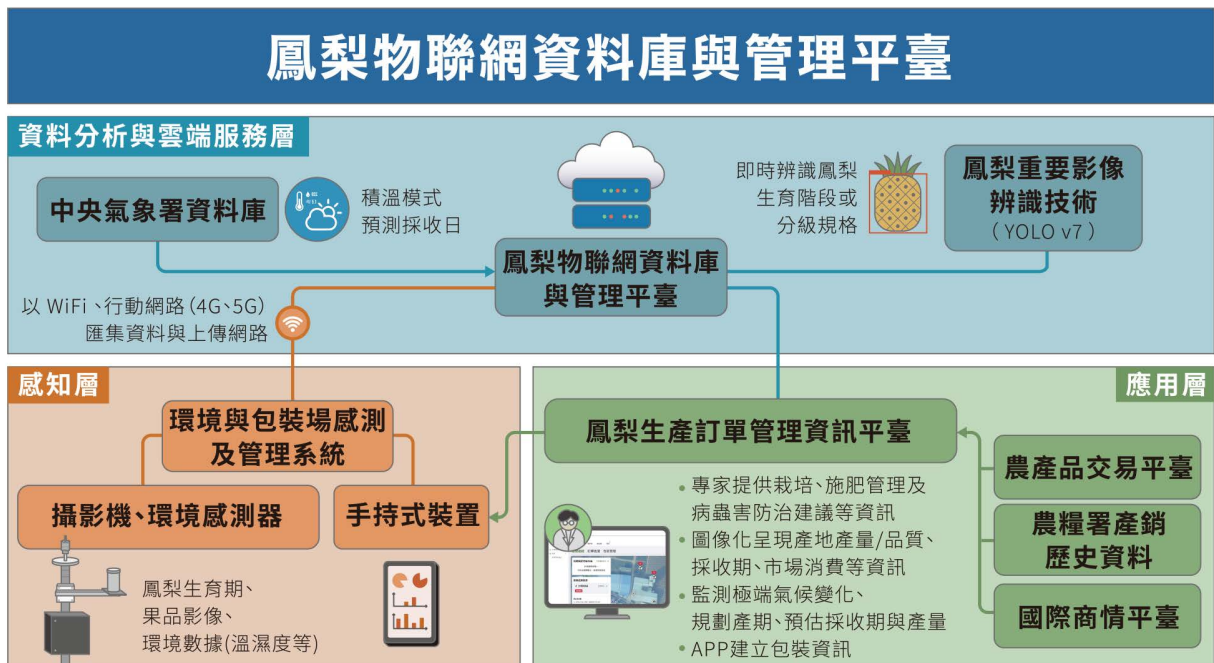 鳳梨物聯網資料庫與管理平臺
資料分析與雲端服務層
中央氣象署資料庫
積溫模式
預測採收日
即時辨識鳳梨
生育階段或
分級規格
鳳梨重要影像
辨識技術
（YOLO v7）
鳳梨物聯網資料庫
與管理平臺
以 WiFi、行動網路(4G、5G)
匯集資料與上傳網路
感知層
環境與包裝場感測
及管理系統
攝影機、環境感測器
手持式裝置
鳳梨生育期、
果品影像、
環境數據(溫濕度等)
應用層
鳳梨生產訂單管理資訊平臺
• 專家提供栽培、施肥管理及
病蟲害防治建議等資訊
• 圖像化呈現產地產量/品質、
採收期、市場消費等資訊
• 監測極端氣候變化、
規劃產期、預估採收期與產量
• APP建立包裝資訊
農產品交易平臺
農糧署產銷
歷史資料
國際商情平臺